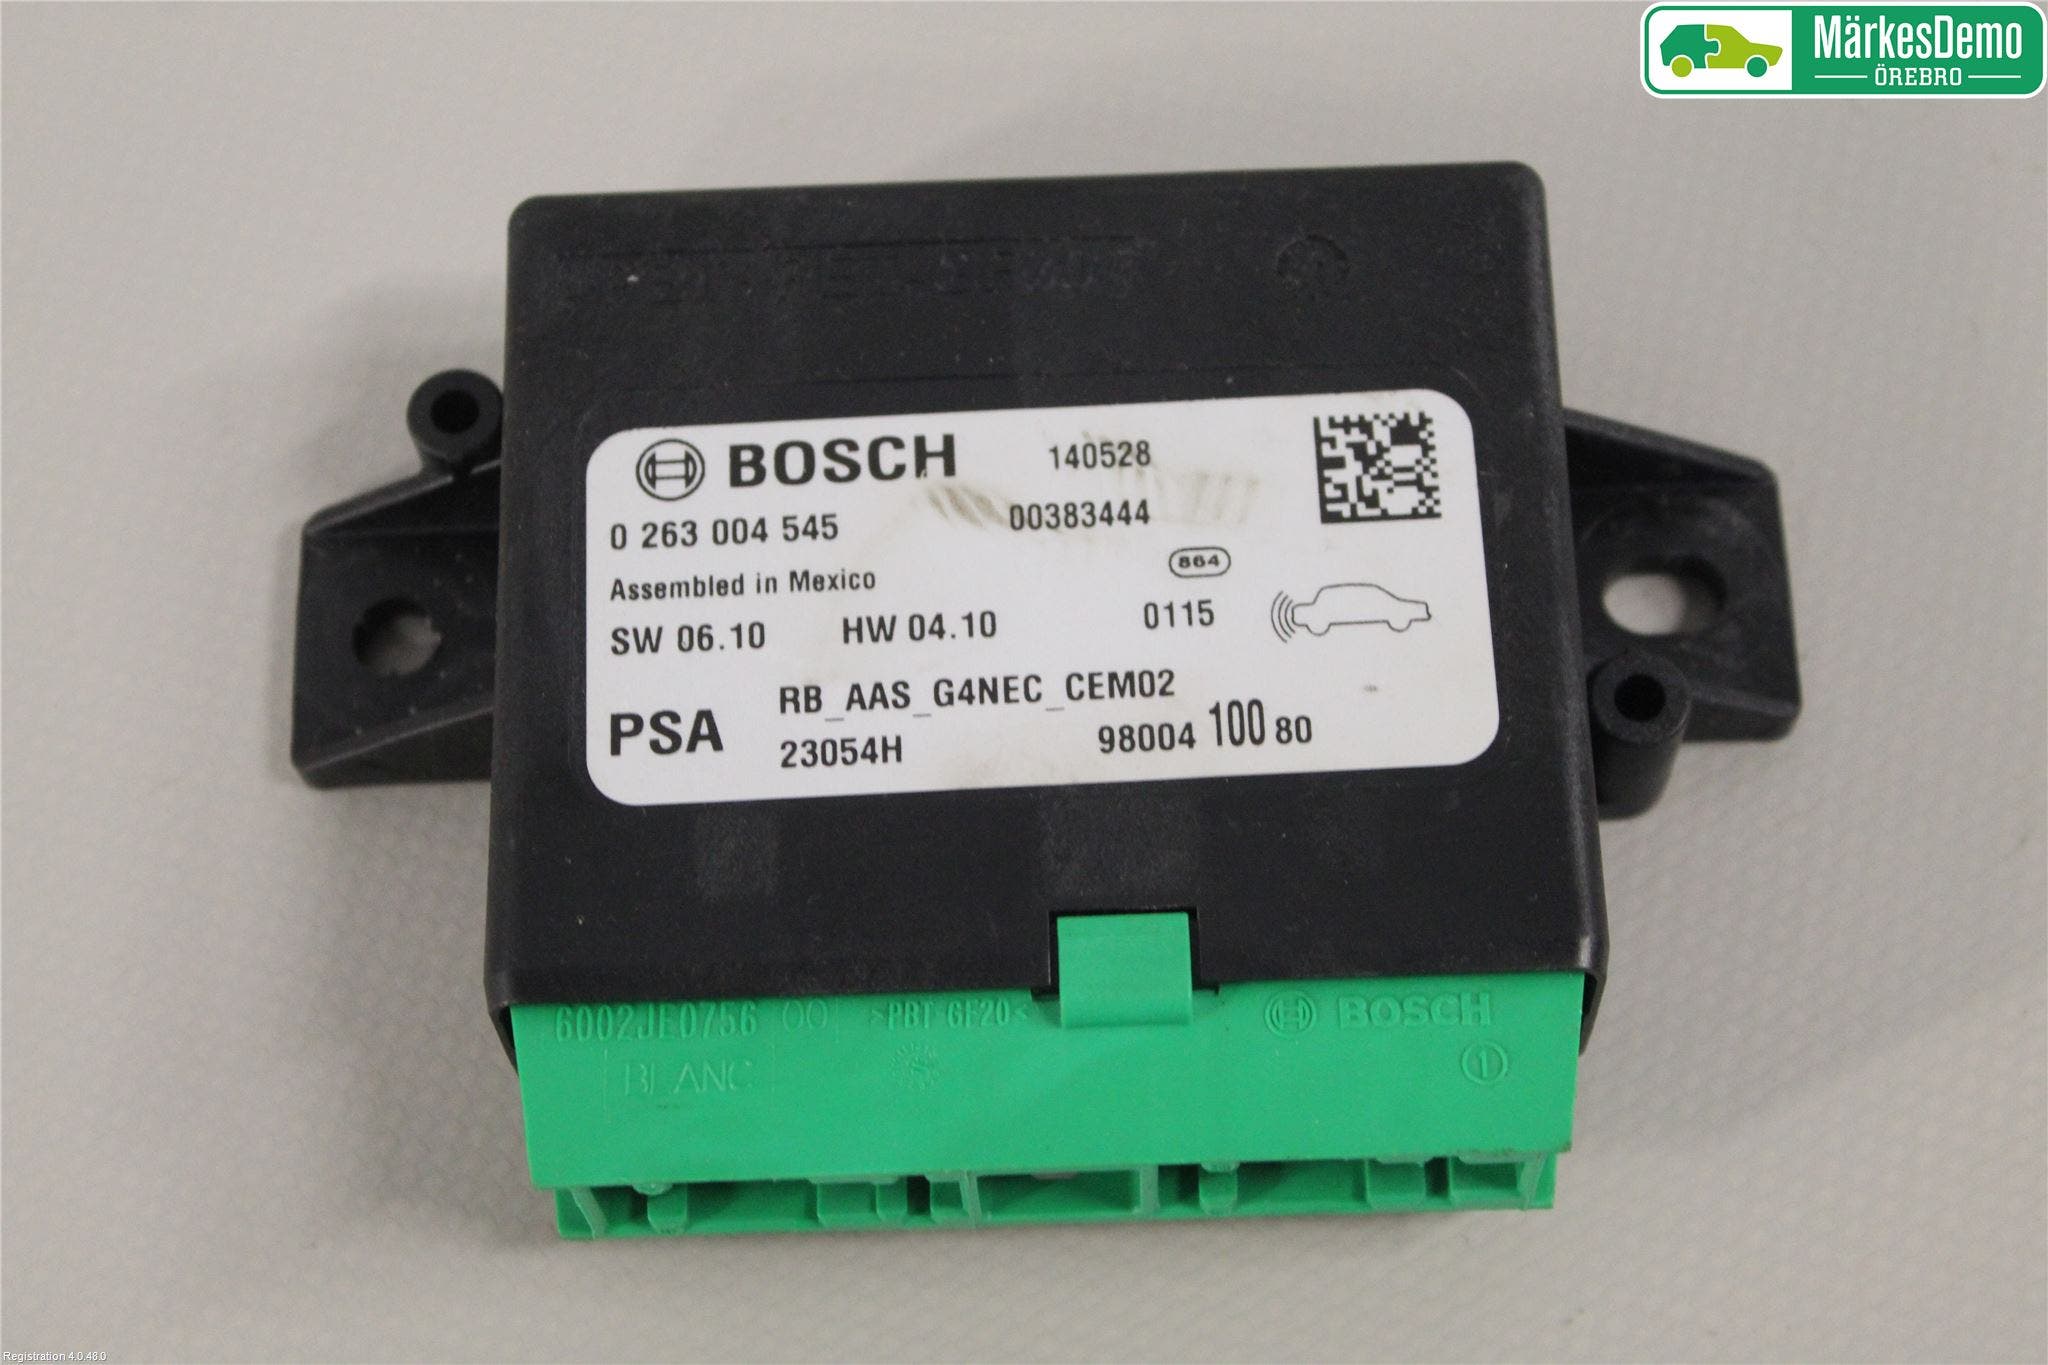 MärkesDemo
ÖREBRO
BOSCH 140528
0 263 004 545 00383444
Assembled in Mexico 864
SW 06.10 HW 04.10 0115
RB_AAS_G4NEC_CEM02
PSA 23054H 98004 100 80
6002JE0756 00 >PBT GF20< BOSCH
BLANC 1
Registration 4.0.48.0